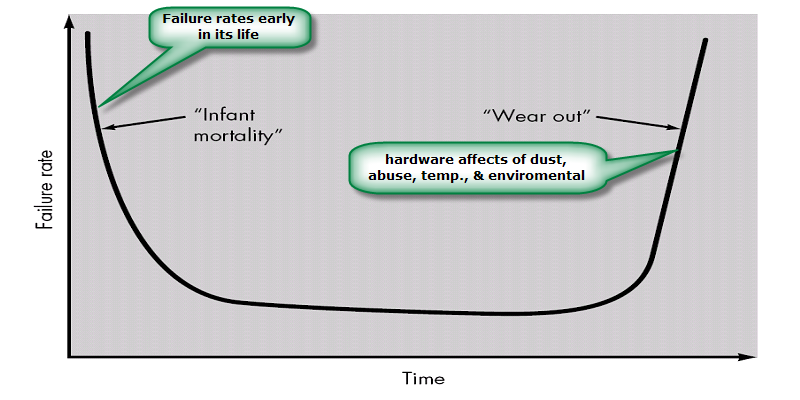 Failure rates early
in its life
“Infant
mortality”
“Wear out”
hardware affects of dust,
abuse, temp., & enviromental
Failure rate
Time